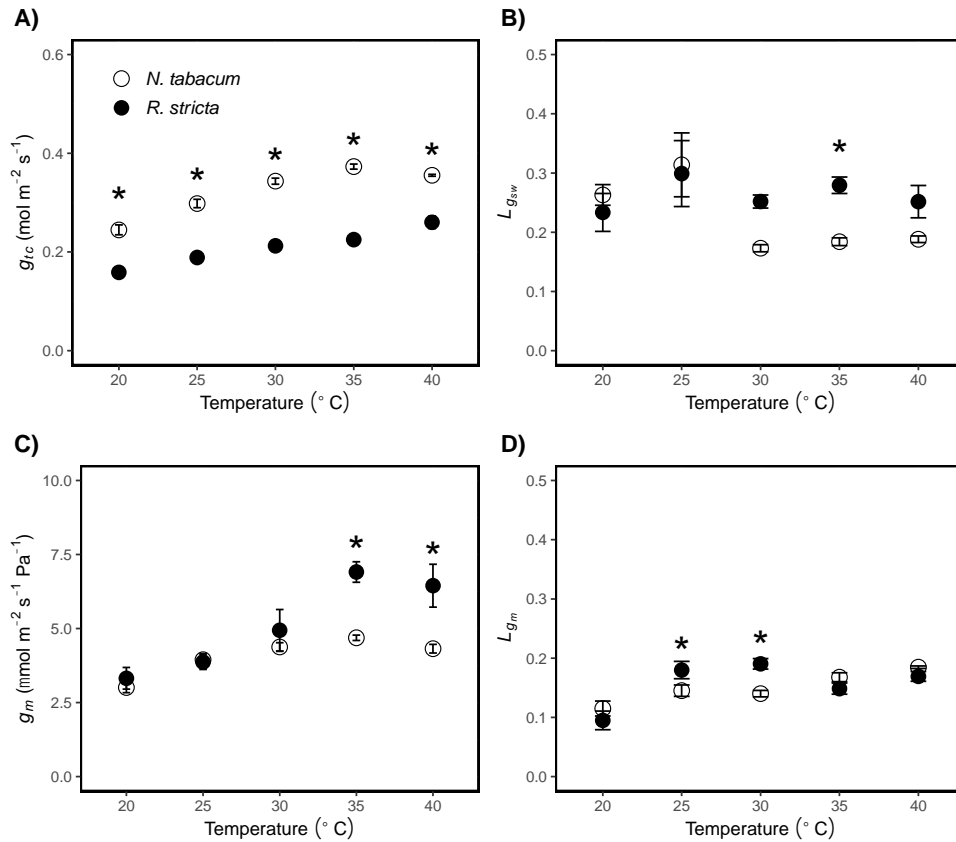 A)
0.6
0.4
0.2
0.0
g_tc (mol m⁻² s⁻¹)
N. tabacum
R. stricta
* * * * *
20 25 30 35 40
Temperature (° C)
B)
0.5
0.4
0.3
0.2
0.1
0.0
L_g_sw
*
20 25 30 35 40
Temperature (° C)
C)
10.0
7.5
5.0
2.5
0.0
g_m (mmol m⁻² s⁻¹ Pa⁻¹)
* *
20 25 30 35 40
Temperature (° C)
D)
0.5
0.4
0.3
0.2
0.1
0.0
L_g_m
* *
20 25 30 35 40
Temperature (° C)